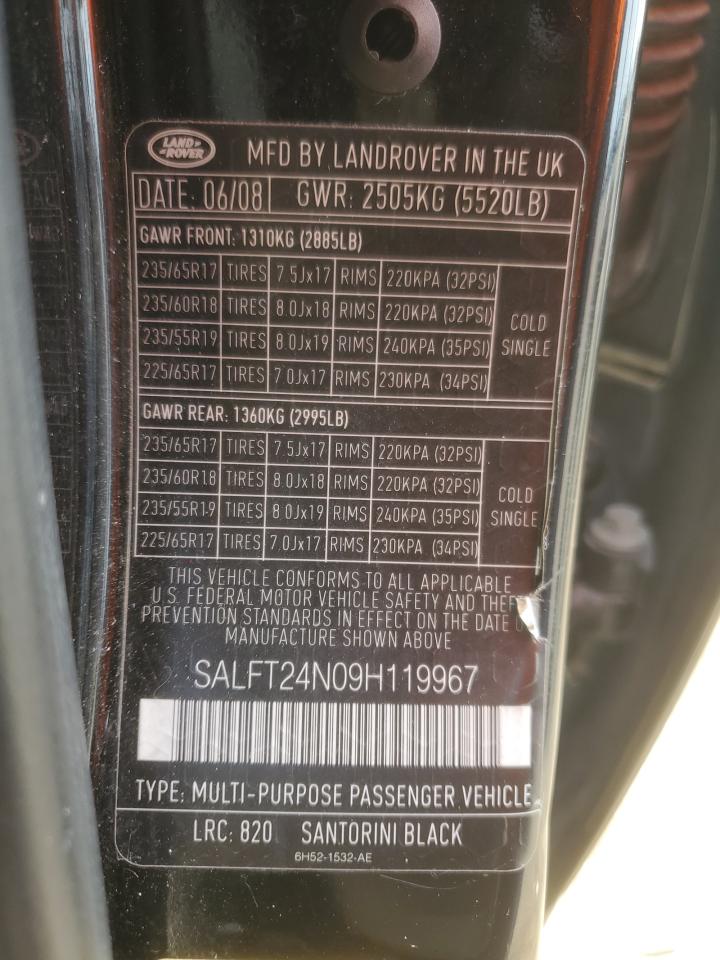 LAND ROVER MFD BY LANDROVER IN THE UK
DATE: 06/08 GWR: 2505KG (5520LB)
GAWR FRONT: 1310KG (2885LB)
235/65R17 TIRES 7.5Jx17 RIMS 220KPA (32PSI)
235/60R18 TIRES 8.0Jx18 RIMS 220KPA (32PSI)
235/55R19 TIRES 8.0Jx19 RIMS 240KPA (35PSI)
225/65R17 TIRES 7.0Jx17 RIMS 230KPA (34PSI)
COLD
SINGLE
GAWR REAR: 1360KG (2995LB)
235/65R17 TIRES 7.5Jx17 RIMS 220KPA (32PSI)
235/60R18 TIRES 8.0Jx18 RIMS 220KPA (32PSI)
235/55R19 TIRES 8.0Jx19 RIMS 240KPA (35PSI)
225/65R17 TIRES 7.0Jx17 RIMS 230KPA (34PSI)
COLD
SINGLE
THIS VEHICLE CONFORMS TO ALL APPLICABLE
U.S. FEDERAL MOTOR VEHICLE SAFETY AND THEFT
PREVENTION STANDARDS IN EFFECT ON THE DATE OF
MANUFACTURE SHOWN ABOVE
SALFT24N09H119967
TYPE: MULTI-PURPOSE PASSENGER VEHICLE
LRC: 820 SANTORINI BLACK
6H52-1532-AE